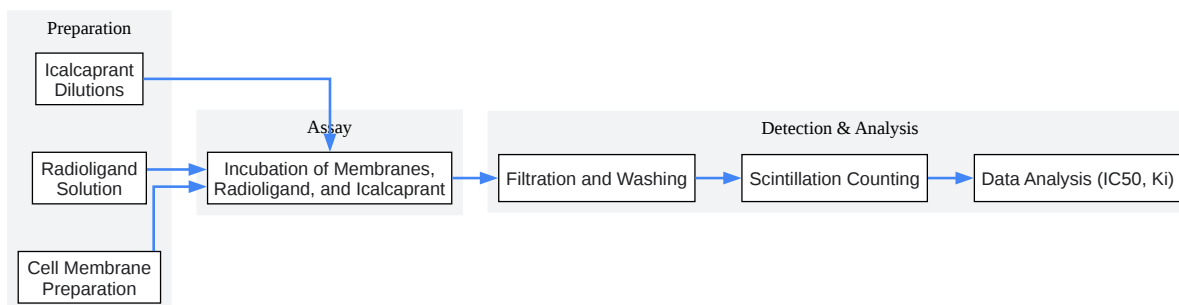 Preparation
Icalcaprant
Dilutions
Radioligand
Solution
Cell Membrane
Preparation
Assay
Incubation of Membranes,
Radioligand, and Icalcaprant
Detection & Analysis
Filtration and Washing
Scintillation Counting
Data Analysis (IC50, Ki)